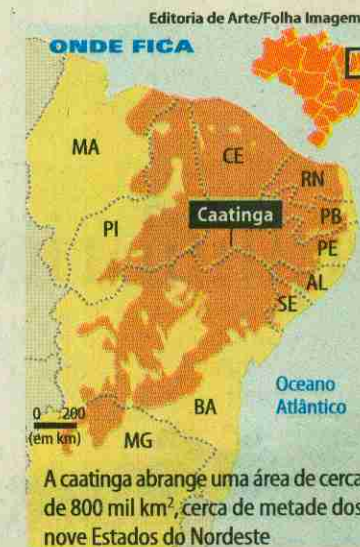 Editoria de Arte/Folha Imagem
ONDE FICA
MA
CE
RN
PI
Caatinga
PB
PE
AL
SE
BA
Oceano
Atlântico
0 200
(em km)
MG
A caatinga abrange uma área de cerca
de 800 mil km², cerca de metade dos
nove Estados do Nordeste